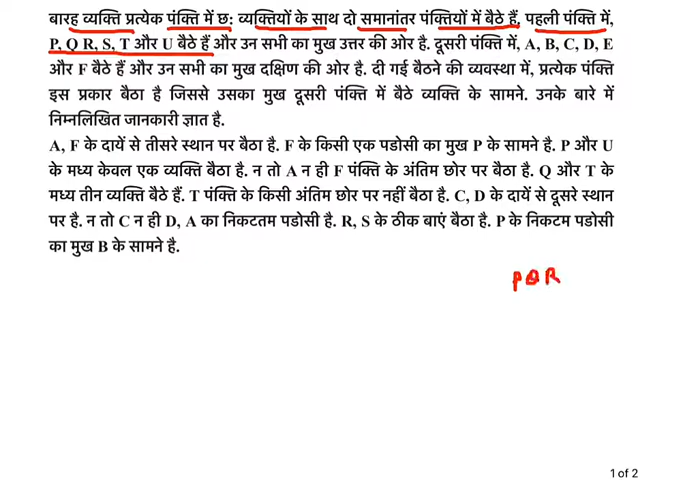 बारह व्यक्ति प्रत्येक पंक्ति में छ: व्यक्तियों के साथ दो समानांतर पंक्तियों में बैठे हैं. पहली पंक्ति में,
P, Q R, S, T और U बैठे हैं और उन सभी का मुख उत्तर की ओर है. दूसरी पंक्ति में, A, B, C, D, E
और F बैठे हैं और उन सभी का मुख दक्षिण की ओर है. दी गई बैठने की व्यवस्था में, प्रत्येक पंक्ति
इस प्रकार बैठा है जिससे उसका मुख दूसरी पंक्ति में बैठे व्यक्ति के सामने. उनके बारे में
निम्नलिखित जानकारी ज्ञात है.
A, F के दायें से तीसरे स्थान पर बैठा है. F के किसी एक पडोसी का मुख P के सामने है. P और U
के मध्य केवल एक व्यक्ति बैठा है. न तो A न ही F पंक्ति के अंतिम छोर पर बैठा है. Q और T के
मध्य तीन व्यक्ति बैठे हैं. T पंक्ति के किसी अंतिम छोर पर नहीं बैठा है. C, D के दायें से दूसरे स्थान
पर है. न तो C न ही D, A का निकटतम पडोसी है. R, S के ठीक बाएं बैठा है. P के निकटम पडोसी
का मुख B के सामने है.
PQR
1 of 2